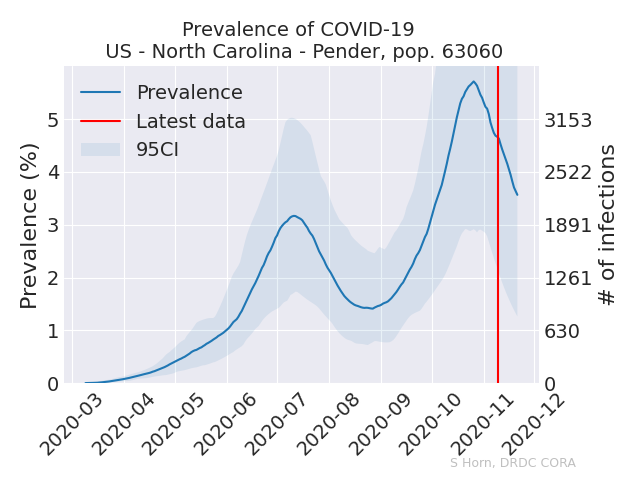 Prevalence of COVID-19
US - North Carolina - Pender, pop. 63060
Prevalence
Latest data
95CI
Prevalence (%)
5
4
3
2
1
0
3153
2522
1891
1261
630
0
# of infections
2020-03
2020-04
2020-05
2020-06
2020-07
2020-08
2020-09
2020-10
2020-11
2020-12
S Horn, DRDC CORA